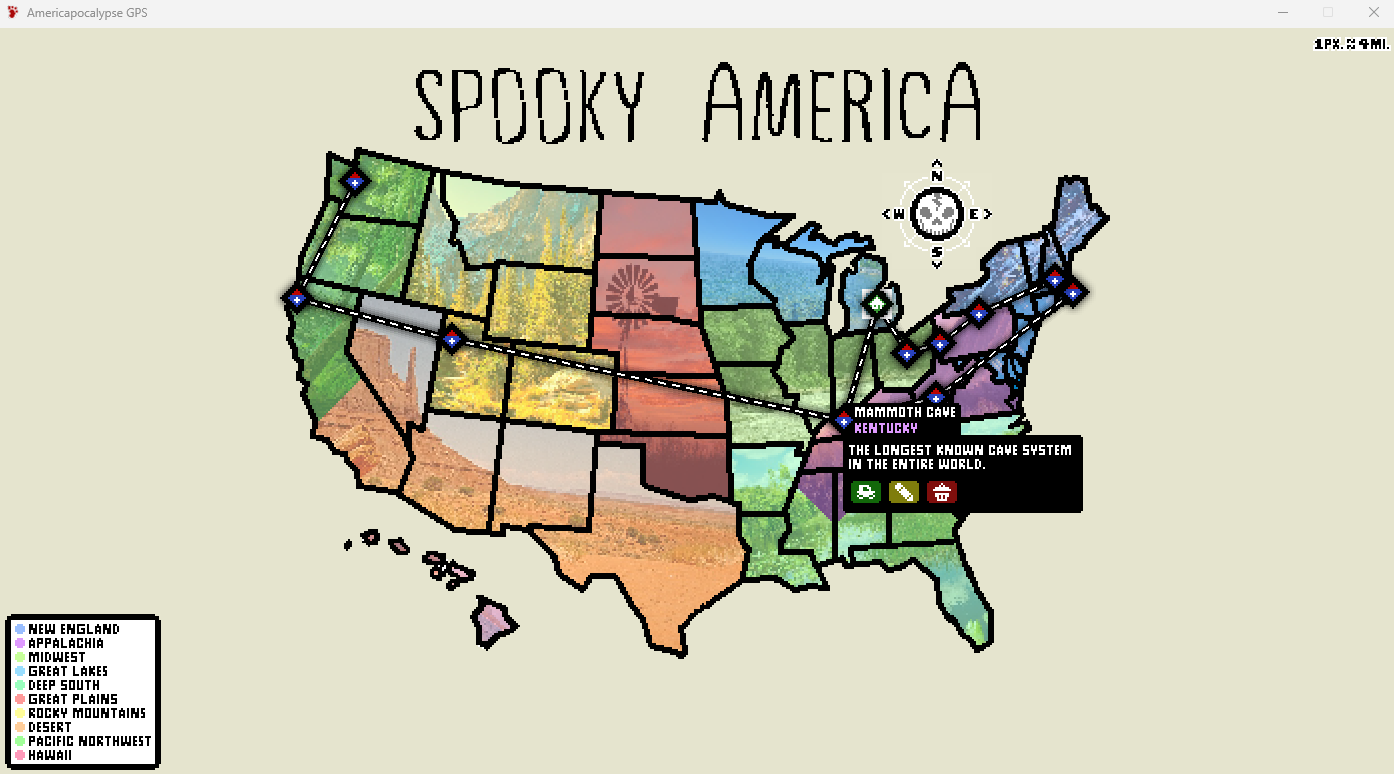 Americapocalypse GPS
1PX. ≈ 4MI.
SPOOKY AMERICA
N
W E
S
MAMMOTH CAVE
KENTUCKY
THE LONGEST KNOWN CAVE SYSTEM
IN THE ENTIRE WORLD.
NEW ENGLAND
APPALACHIA
MIDWEST
GREAT LAKES
DEEP SOUTH
GREAT PLAINS
ROCKY MOUNTAINS
DESERT
PACIFIC NORTHWEST
HAWAII